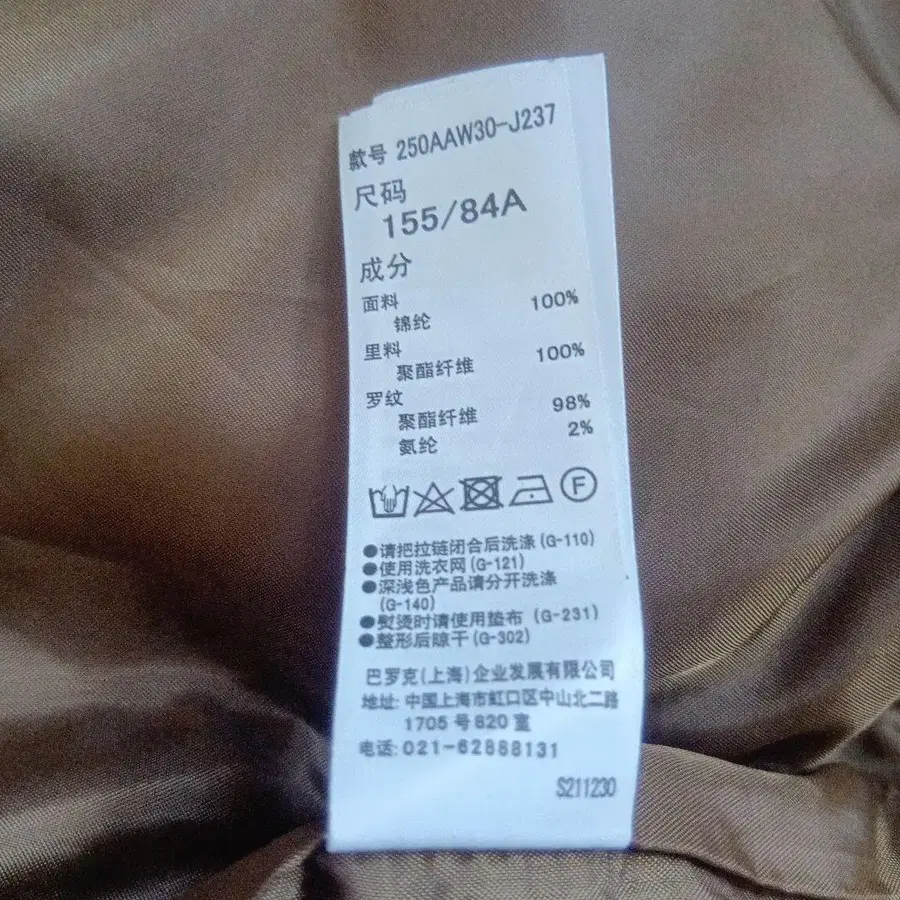 款号 250AAW30-J237
尺码
155/84A
成分
面料 100%
锦纶
里料 100%
聚酯纤维
罗纹
聚酯纤维 98%
氨纶 2%
F
●请把拉链闭合后洗涤(G-110)
●使用洗衣网(G-121)
●深浅色产品请分开洗涤
(G-140)
●熨烫时请使用垫布(G-231)
●整形后晾干(G-302)
巴罗克(上海)企业发展有限公司
地址:中国上海市虹口区中山北二路
1705号820室
电话:021-62888131
S211230